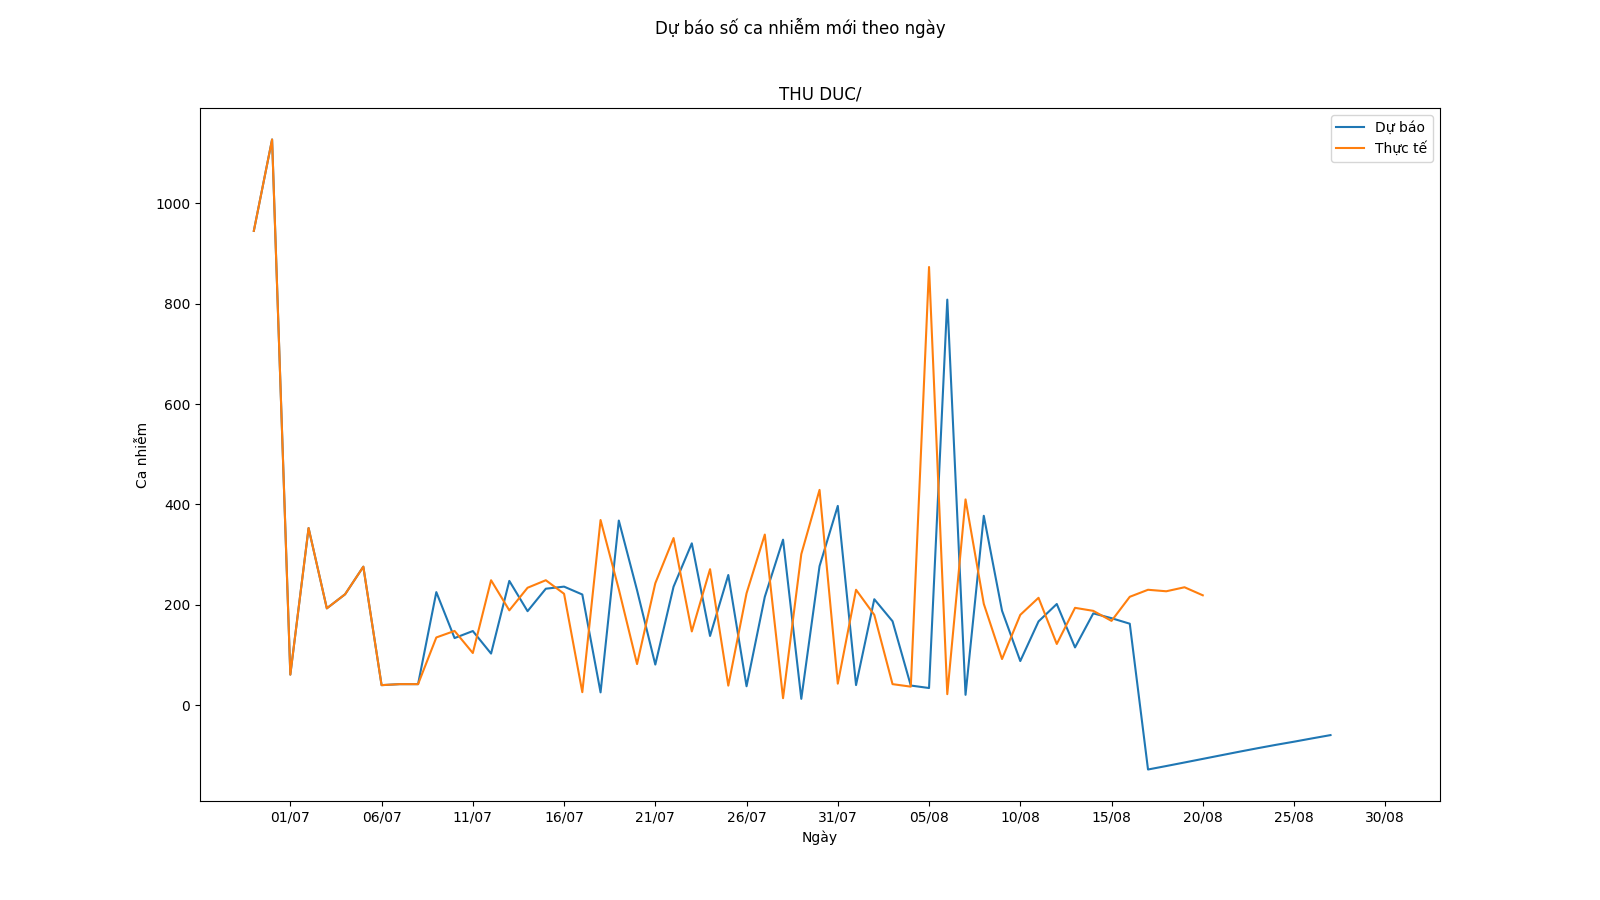 Dự báo số ca nhiễm mới theo ngày
THU DUC/
Dự báo
Thực tế
Ca nhiễm
1000
800
600
400
200
0
01/07 06/07 11/07 16/07 21/07 26/07 31/07 05/08 10/08 15/08 20/08 25/08 30/08
Ngày